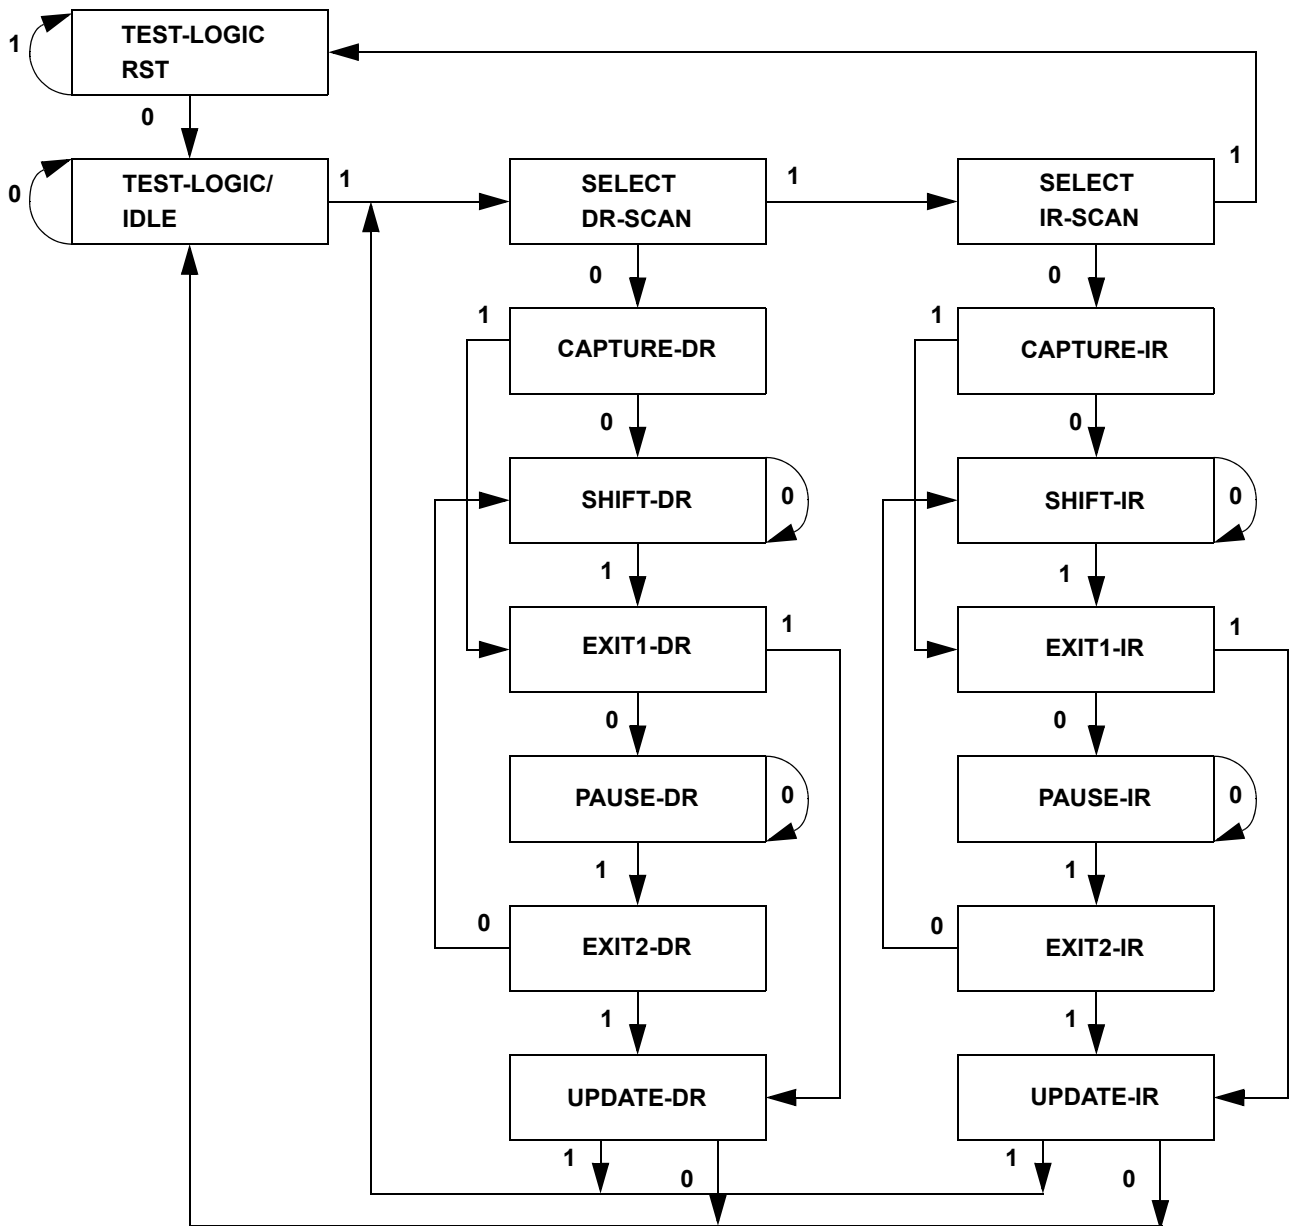 1
TEST-LOGIC
RST
0
0
TEST-LOGIC/
IDLE
1
SELECT
DR-SCAN
1
SELECT
IR-SCAN
1
0
0
1
CAPTURE-DR
1
CAPTURE-IR
0
0
SHIFT-DR
0
SHIFT-IR
0
1
1
EXIT1-DR
1
EXIT1-IR
1
0
0
PAUSE-DR
0
PAUSE-IR
0
1
1
0
EXIT2-DR
0
EXIT2-IR
1
1
UPDATE-DR
UPDATE-IR
1
0
1
0